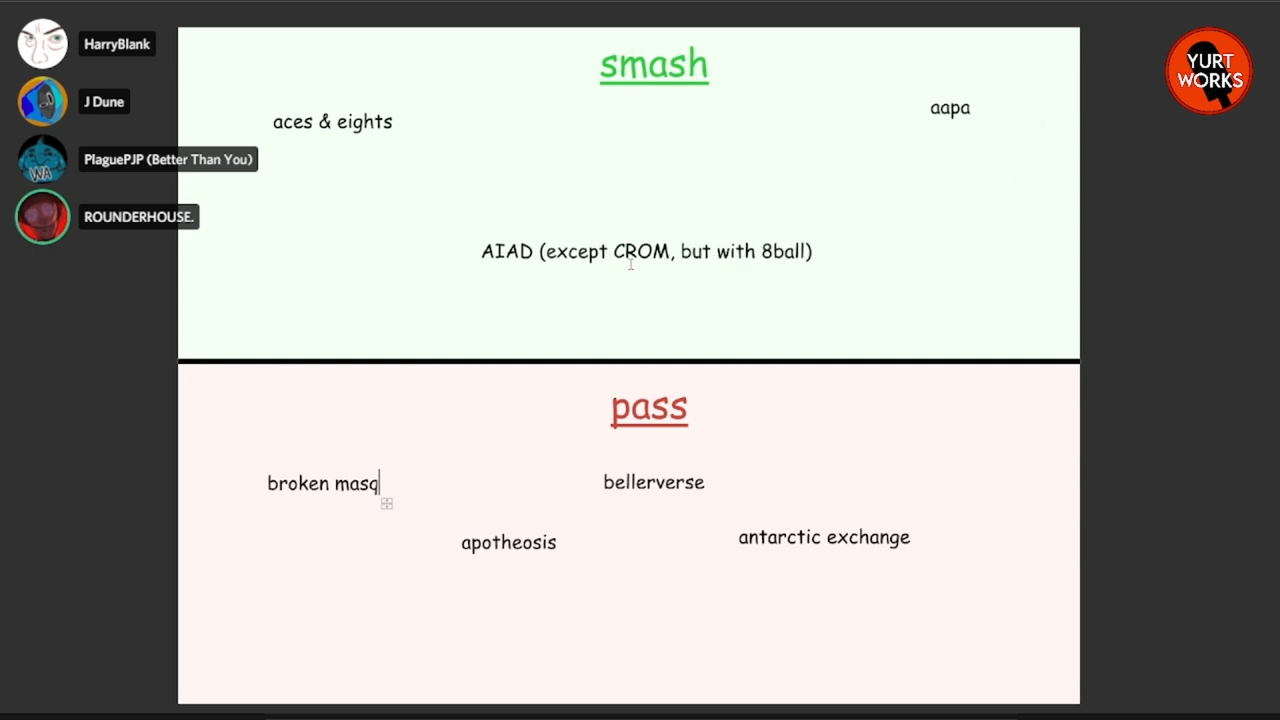 HarryBlank
J Dune
PlaguePJP (Better Than You)
ROUNDERHOUSE.
smash
aces & eights
aapa
AIAD (except CROM, but with 8ball)
pass
broken masq
bellerverse
apotheosis
antarctic exchange
YURT
WORKS
WA